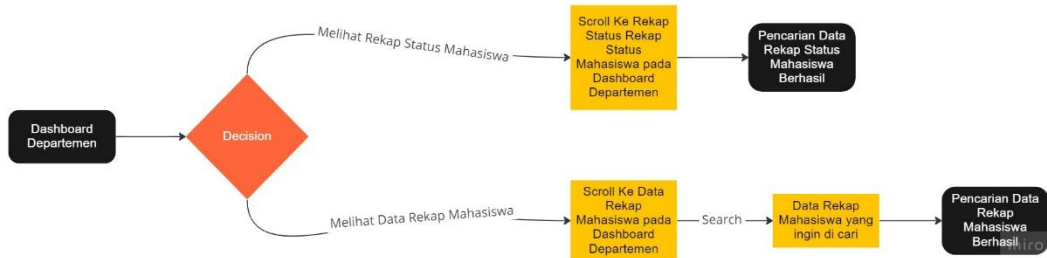 Dashboard
Departemen
Decision
Melihat Rekap Status Mahasiswa
Scroll Ke Rekap
Status Rekap
Status
Mahasiswa pada
Dashboard
Departemen
Pencarian Data
Rekap Status
Mahasiswa
Berhasil
Melihat Data Rekap Mahasiswa
Scroll Ke Data
Rekap
Mahasiswa pada
Dashboard
Departemen
Search
Data Rekap
Mahasiswa yang
ingin di cari
Pencarian Data
Rekap
Mahasiswa
Berhasil
miro